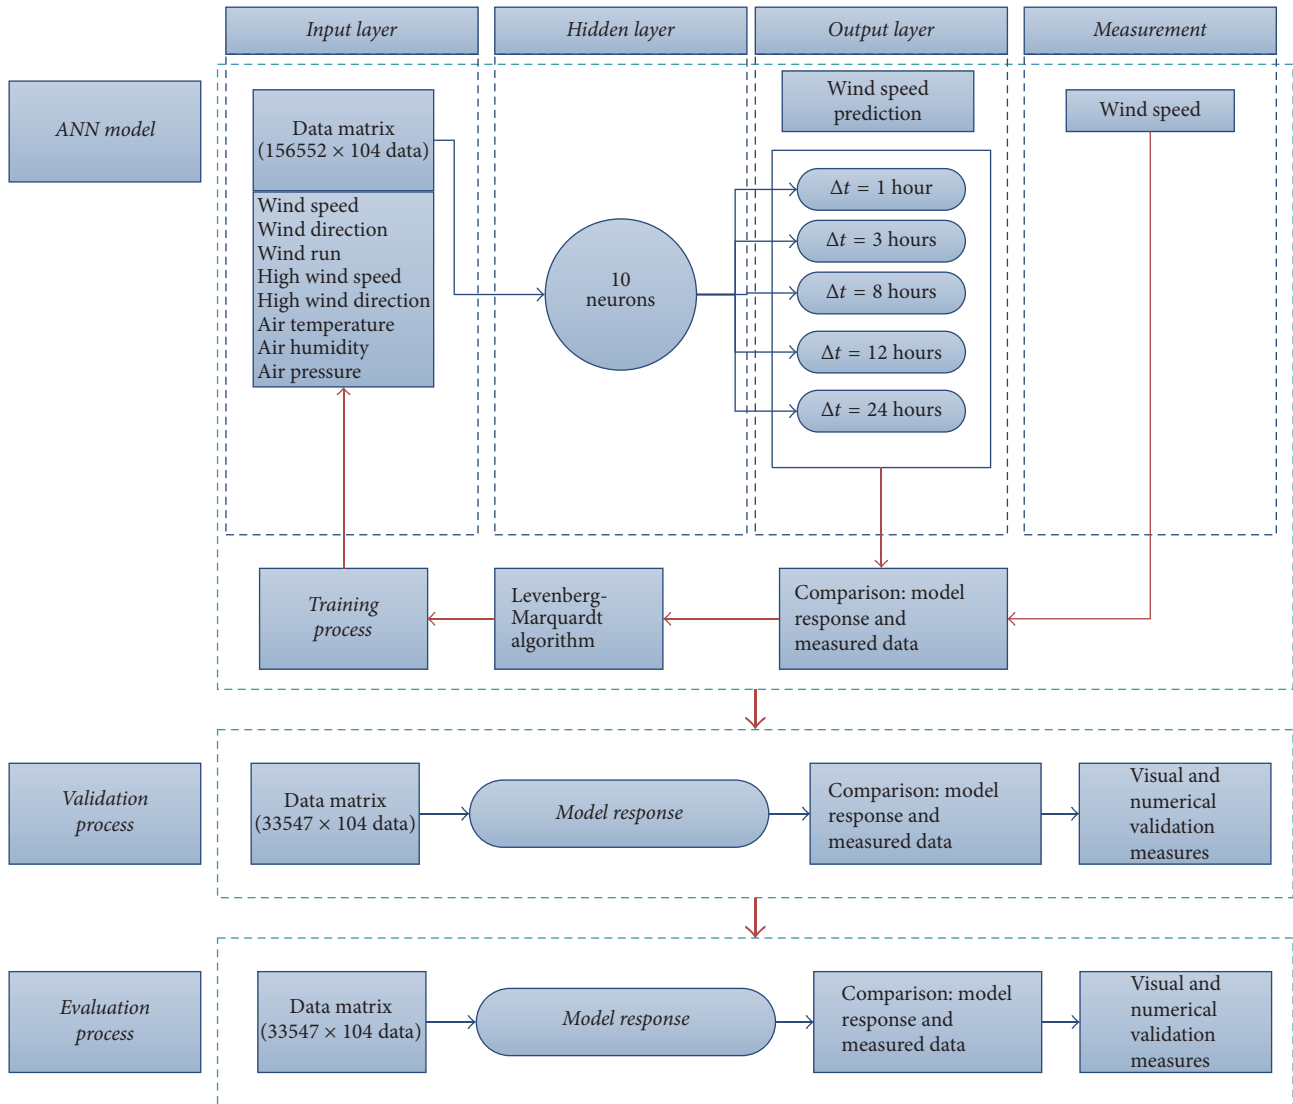 Input layer
Hidden layer
Output layer
Measurement
ANN model
Data matrix
(156552 × 104 data)
Wind speed
Wind direction
Wind run
High wind speed
High wind direction
Air temperature
Air humidity
Air pressure
10
neurons
Wind speed
prediction
Δt = 1 hour
Δt = 3 hours
Δt = 8 hours
Δt = 12 hours
Δt = 24 hours
Wind speed
Training
process
Levenberg-
Marquardt
algorithm
Comparison: model
response and
measured data
Validation
process
Data matrix
(33547 × 104 data)
Model response
Comparison: model
response and
measured data
Visual and
numerical
validation
measures
Evaluation
process
Data matrix
(33547 × 104 data)
Model response
Comparison: model
response and
measured data
Visual and
numerical
validation
measures